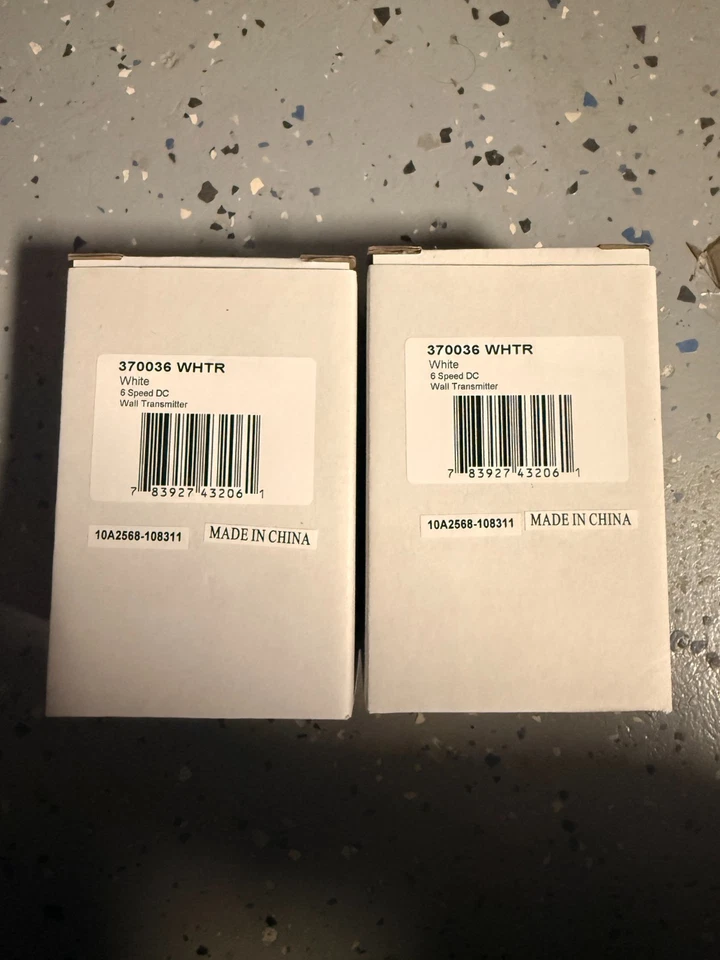 370036 WHTR
White
6 Speed DC
Wall Transmitter
7 83927 43206 1
10A2568-108311
MADE IN CHINA
370036 WHTR
White
6 Speed DC
Wall Transmitter
7 83927 43206 1
10A2568-108311
MADE IN CHINA